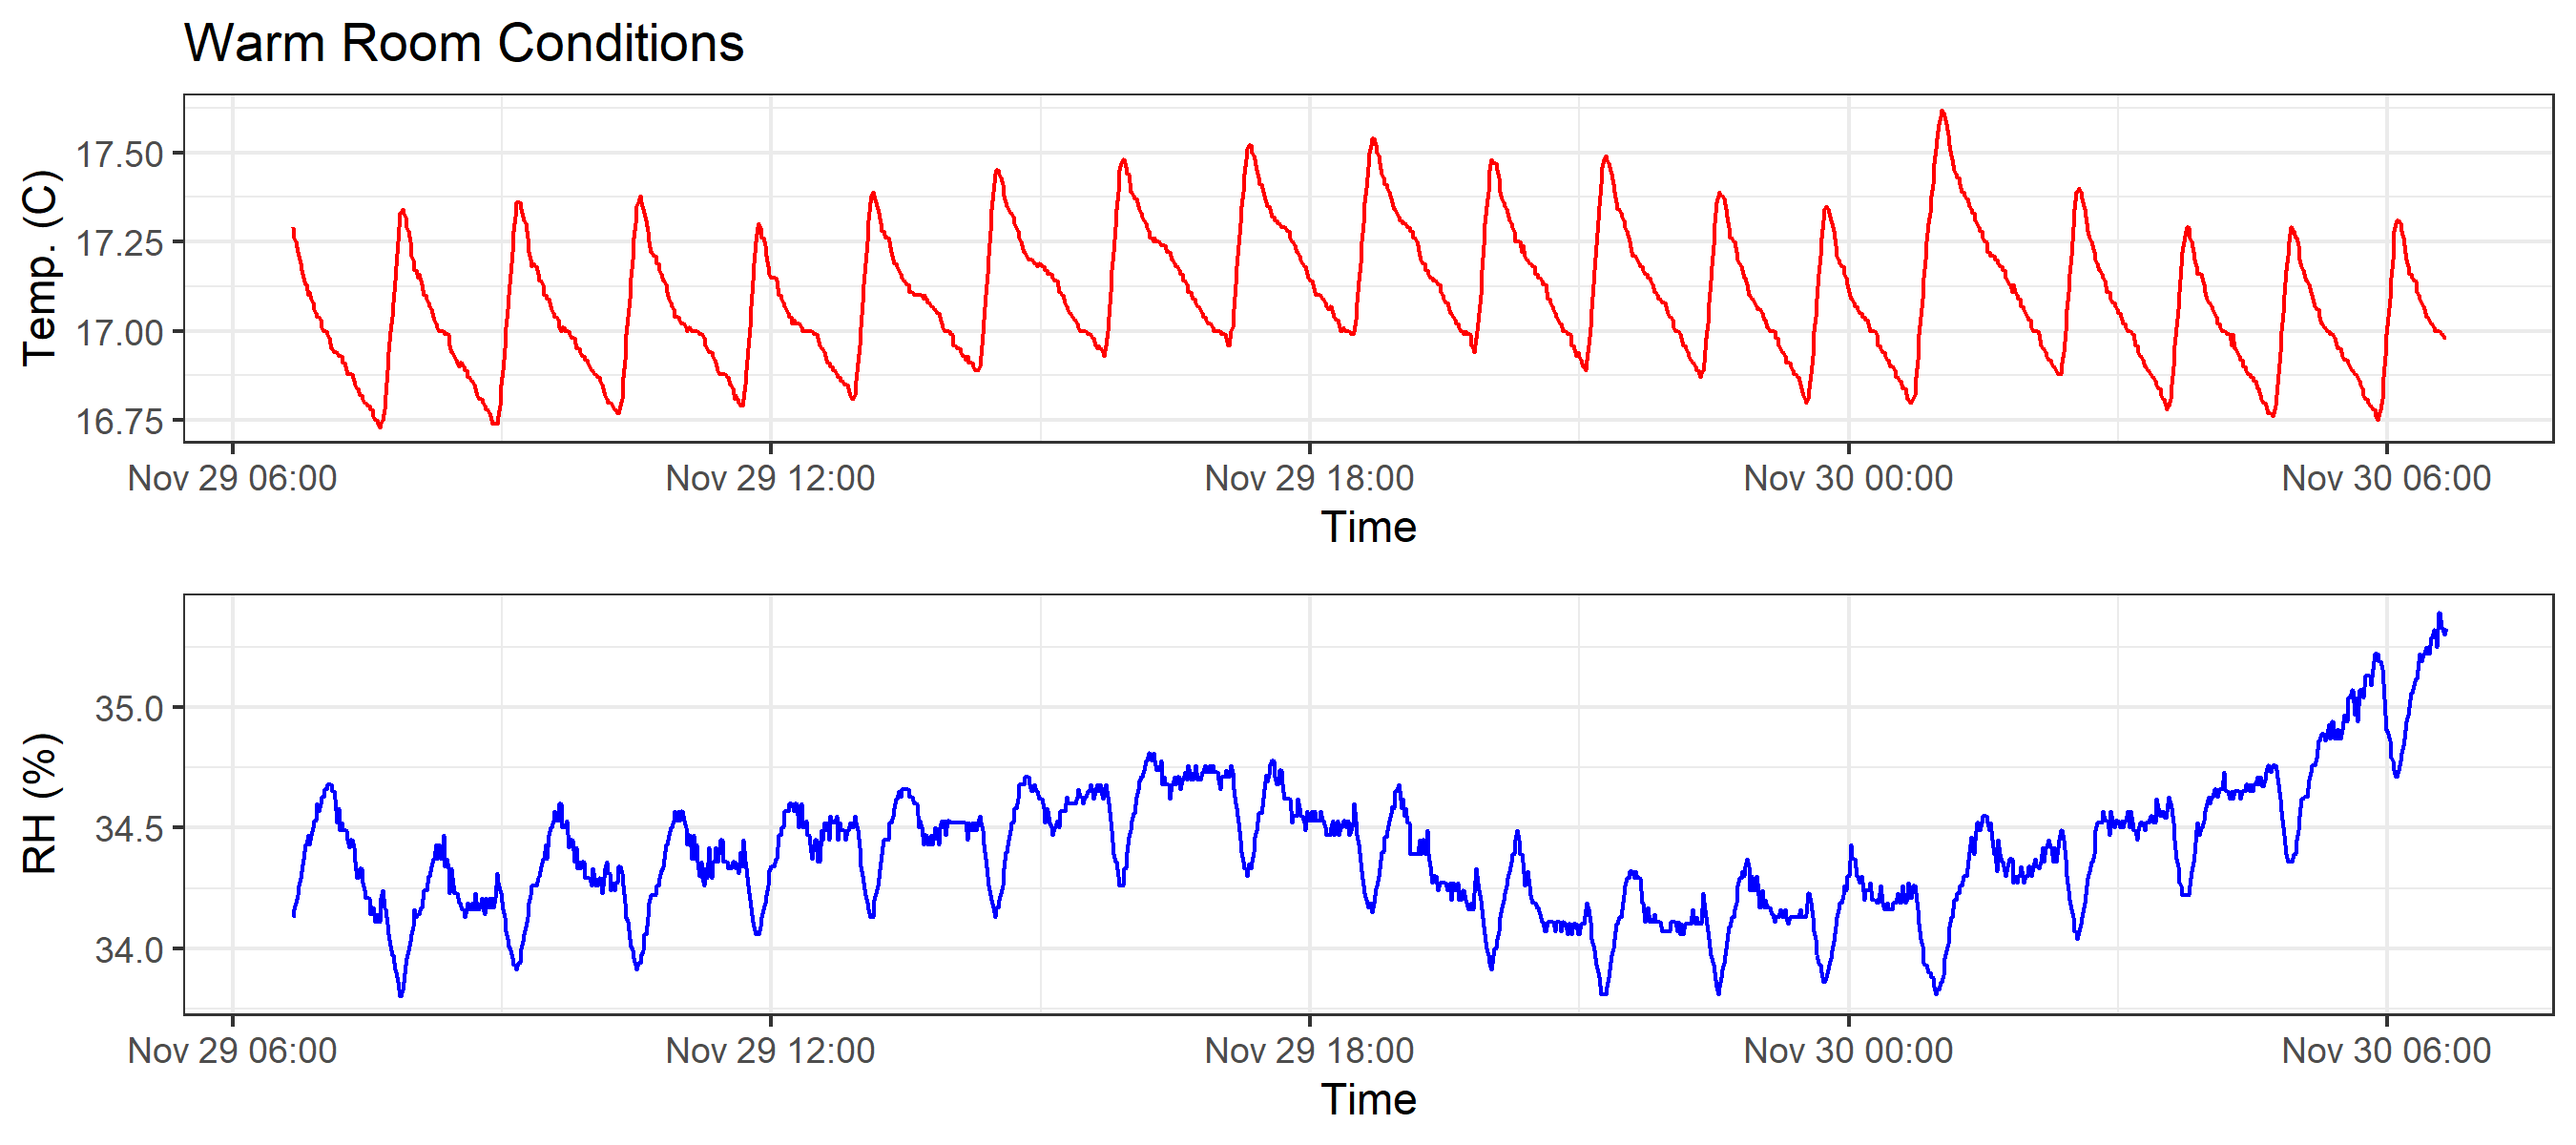 Warm Room Conditions
Temp. (C)
17.50
17.25
17.00
16.75
Nov 29 06:00 Nov 29 12:00 Nov 29 18:00 Nov 30 00:00 Nov 30 06:00
Time
RH (%)
35.0
34.5
34.0
Nov 29 06:00 Nov 29 12:00 Nov 29 18:00 Nov 30 00:00 Nov 30 06:00
Time